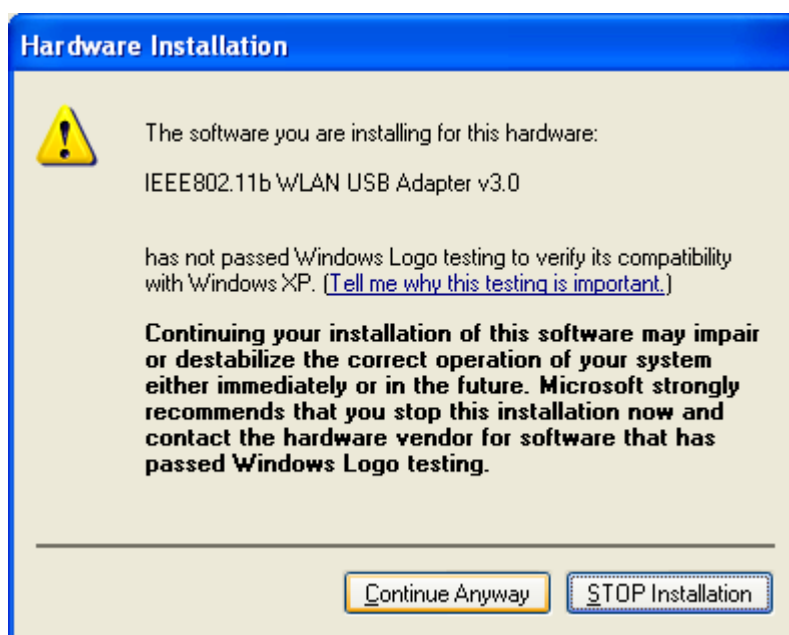 Hardware Installation
The software you are installing for this hardware:
IEEE802.11b WLAN USB Adapter v3.0
has not passed Windows Logo testing to verify its compatibility
with Windows XP. (Tell me why this testing is important.)
Continuing your installation of this software may impair
or destabilize the correct operation of your system
either immediately or in the future. Microsoft strongly
recommends that you stop this installation now and
contact the hardware vendor for software that has
passed Windows Logo testing.
Continue Anyway STOP Installation